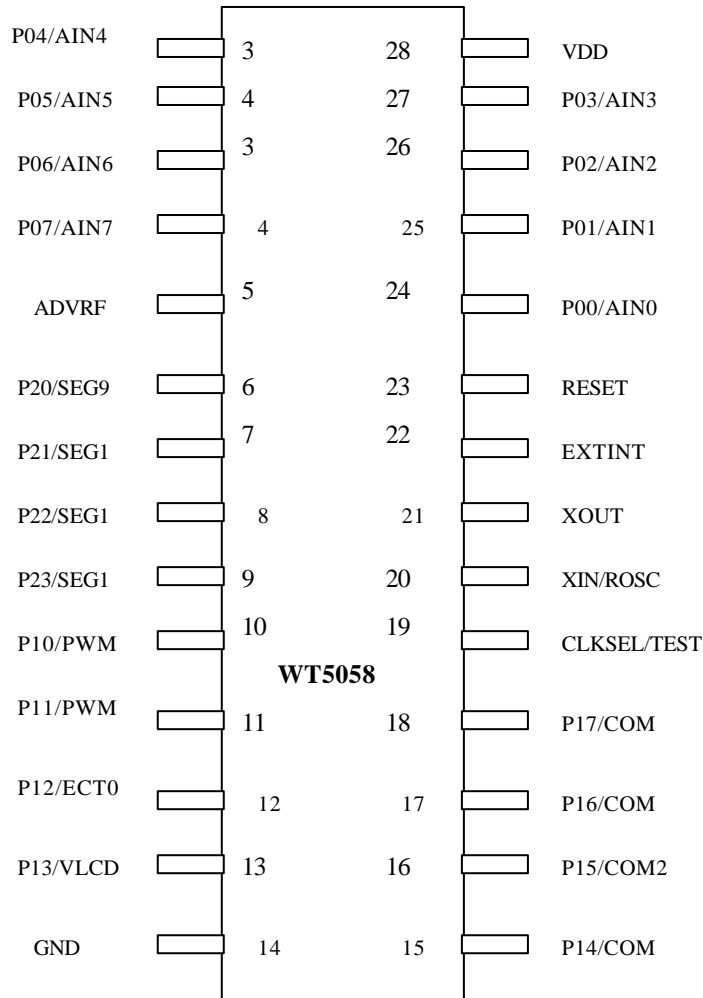 P04/AIN4 3 28 VDD
P05/AIN5 4 27 P03/AIN3
P06/AIN6 3 26 P02/AIN2
P07/AIN7 4 25 P01/AIN1
ADVRF 5 24 P00/AIN0
P20/SEG9 6 23 RESET
P21/SEG1 7 22 EXTINT
P22/SEG1 8 21 XOUT
P23/SEG1 9 20 XIN/ROSC
P10/PWM 10 19 CLKSEL/TEST
WT5058
P11/PWM 11 18 P17/COM
P12/ECT0 12 17 P16/COM
P13/VLCD 13 16 P15/COM2
GND 14 15 P14/COM